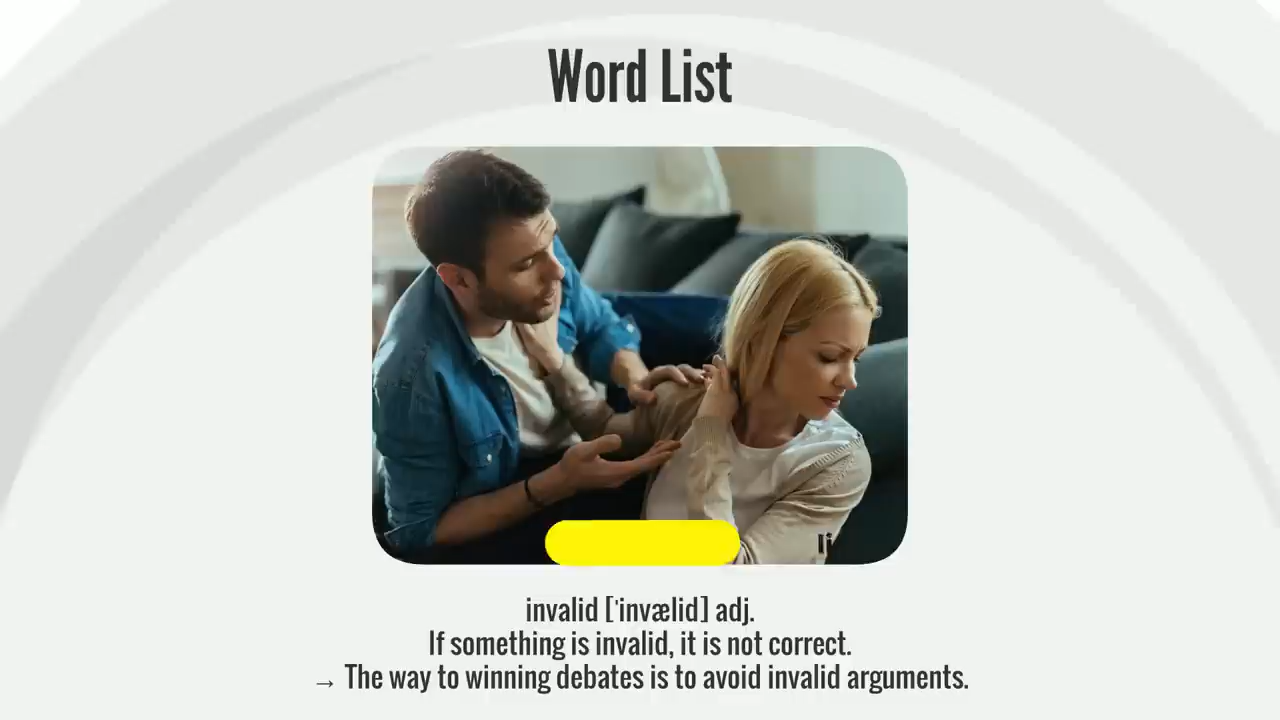 Word List
invalid [ˈinvælid] adj.
If something is invalid, it is not correct.
→ The way to winning debates is to avoid invalid arguments.